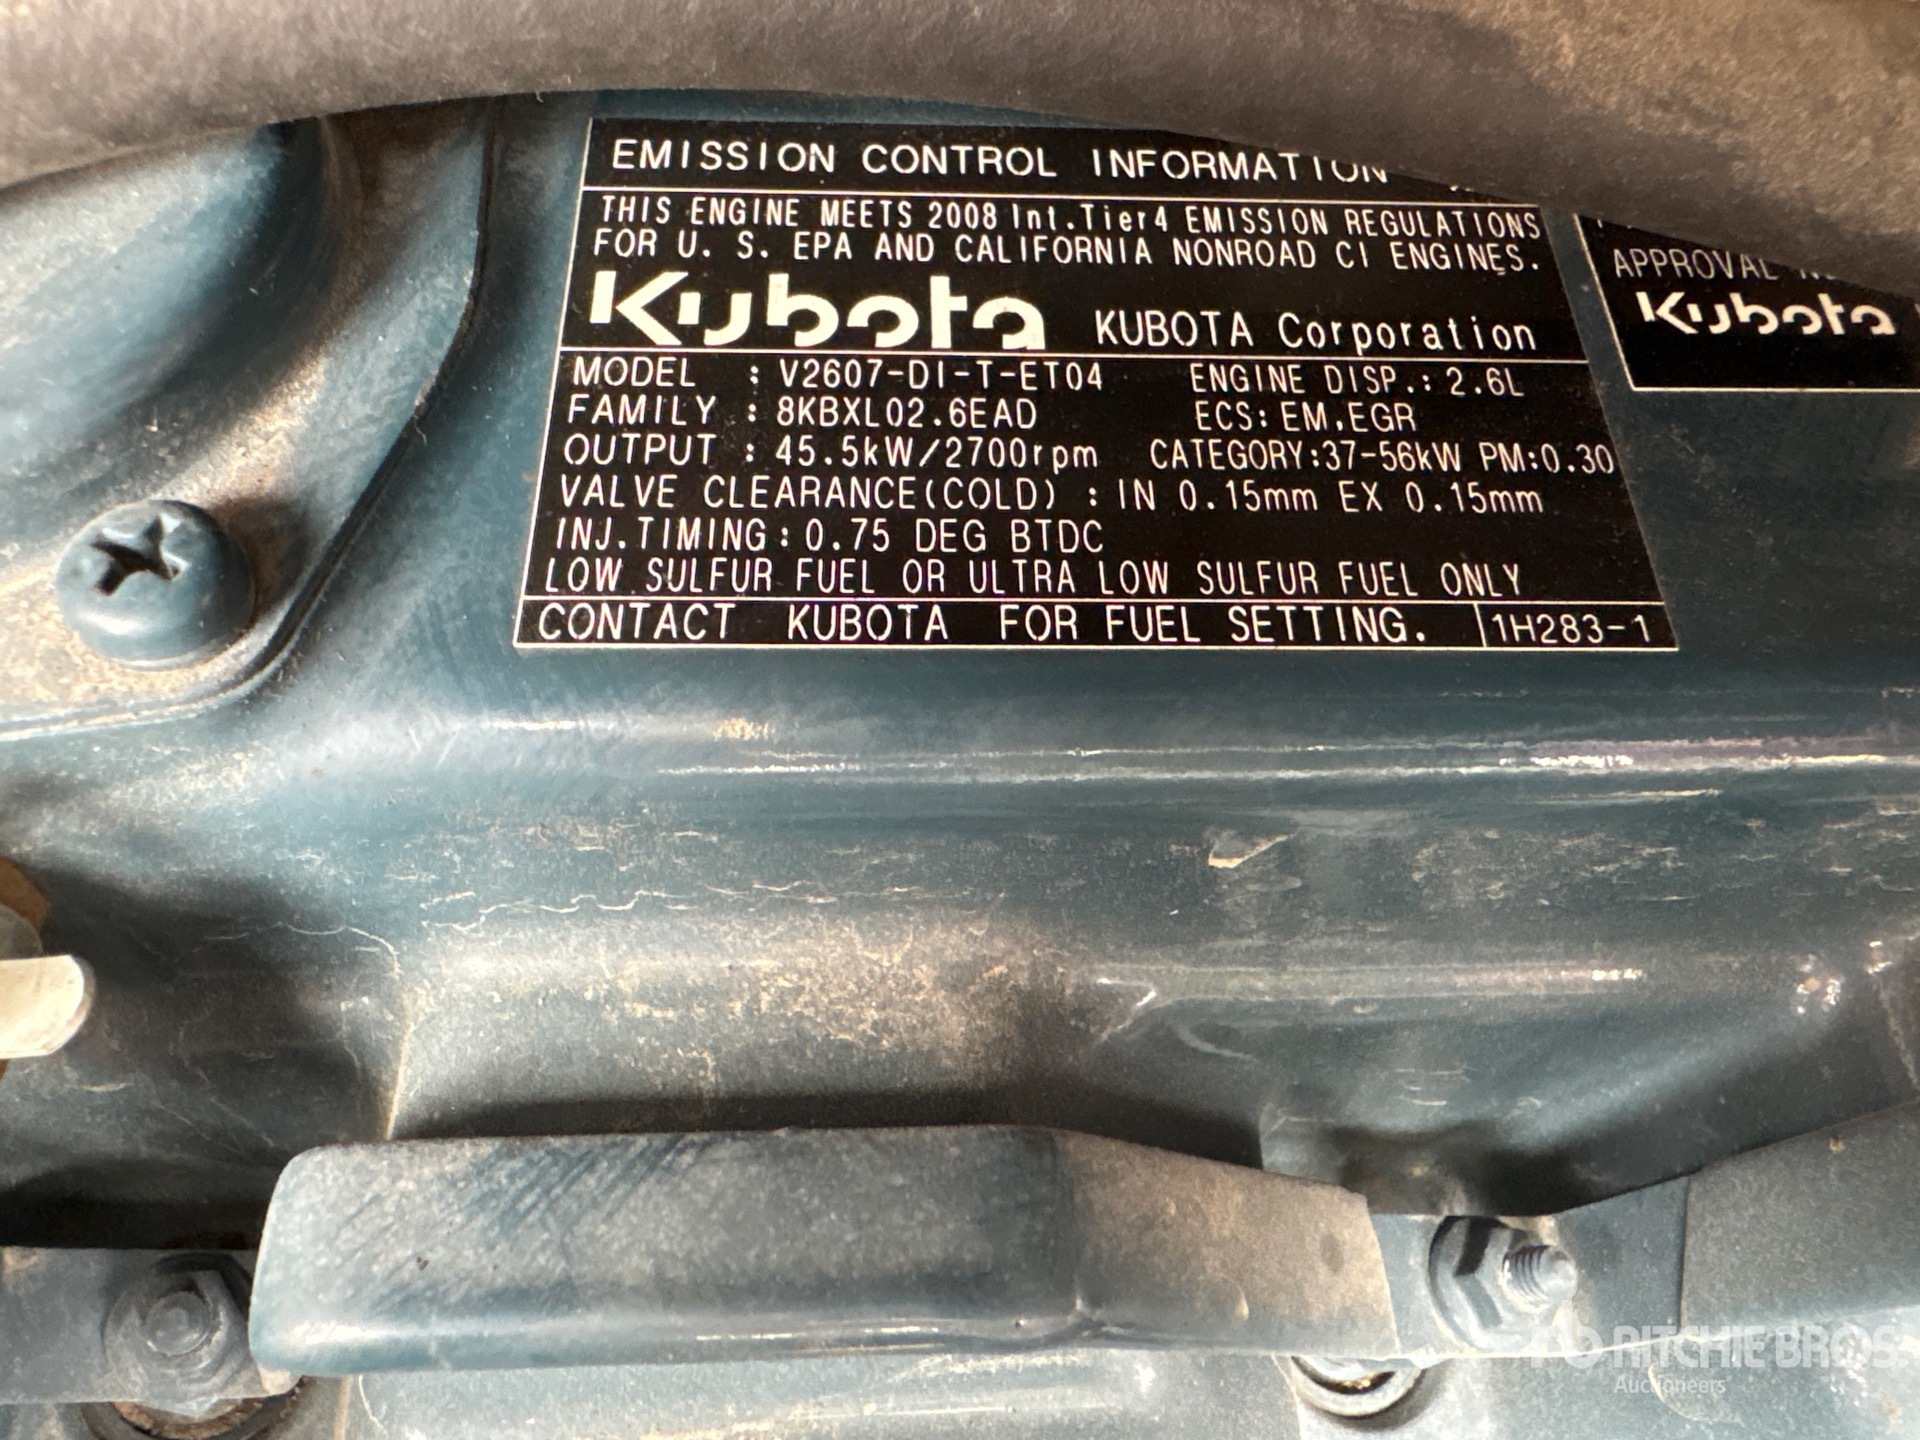 EMISSION CONTROL INFORMATION
THIS ENGINE MEETS 2008 Int.Tier4 EMISSION REGULATIONS
FOR U. S. EPA AND CALIFORNIA NONROAD CI ENGINES.
Kubota KUBOTA Corporation
MODEL : V2607-DI-T-ET04 ENGINE DISP.: 2.6L
FAMILY : 8KBXL02.6EAD ECS: EM,EGR
OUTPUT : 45.5kW/2700rpm CATEGORY:37-56kW PM:0.30
VALVE CLEARANCE(COLD) : IN 0.15mm EX 0.15mm
INJ.TIMING : 0.75 DEG BTDC
LOW SULFUR FUEL OR ULTRA LOW SULFUR FUEL ONLY
CONTACT KUBOTA FOR FUEL SETTING. 1H283-1
APPROVAL
Kubota
RITCHIE BROS.
Auctioneers